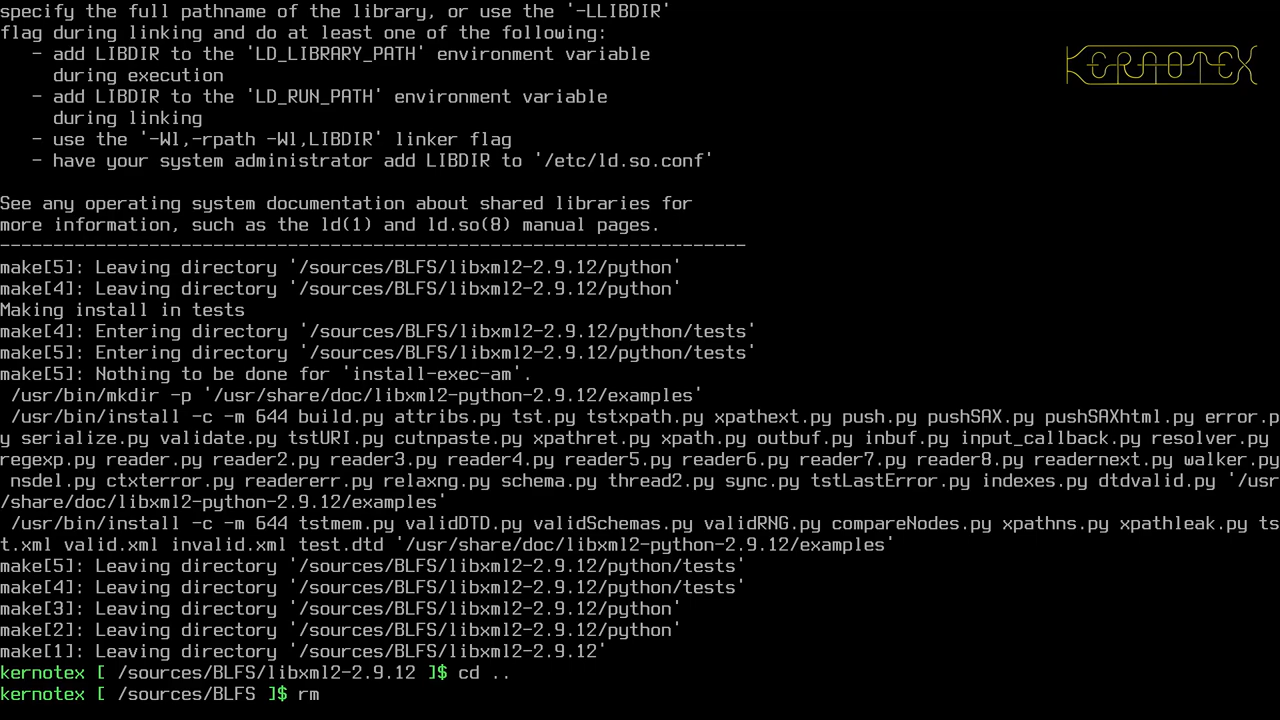 specify the full pathname of the library, or use the '-LLIBDIR'
flag during linking and do at least one of the following:
   - add LIBDIR to the 'LD_LIBRARY_PATH' environment variable
     during execution
   - add LIBDIR to the 'LD_RUN_PATH' environment variable
     during linking
   - use the '-Wl,-rpath -Wl,LIBDIR' linker flag
   - have your system administrator add LIBDIR to '/etc/ld.so.conf'
KERNOTEX
See any operating system documentation about shared libraries for
more information, such as the ld(1) and ld.so(8) manual pages.
----------------------------------------------------------------------
make[5]: Leaving directory '/sources/BLFS/libxml2-2.9.12/python'
make[4]: Leaving directory '/sources/BLFS/libxml2-2.9.12/python'
Making install in tests
make[4]: Entering directory '/sources/BLFS/libxml2-2.9.12/python/tests'
make[5]: Entering directory '/sources/BLFS/libxml2-2.9.12/python/tests'
make[5]: Nothing to be done for 'install-exec-am'.
 /usr/bin/mkdir -p '/usr/share/doc/libxml2-python-2.9.12/examples'
 /usr/bin/install -c -m 644 build.py attribs.py tst.py tstxpath.py xpathext.py push.py pushSAX.py pushSAXhtml.py error.p
y serialize.py validate.py tstURI.py cutnpaste.py xpathret.py xpath.py outbuf.py inbuf.py input_callback.py resolver.py
regexp.py reader.py reader2.py reader3.py reader4.py reader5.py reader6.py reader7.py reader8.py readernext.py walker.py
 nsdel.py ctxterror.py readererr.py relaxng.py schema.py thread2.py sync.py tstLastError.py indexes.py dtdvalid.py '/usr
/share/doc/libxml2-python-2.9.12/examples'
 /usr/bin/install -c -m 644 tstmem.py validDTD.py validSchemas.py validRNG.py compareNodes.py xpathns.py xpathleak.py ts
t.xml valid.xml invalid.xml test.dtd '/usr/share/doc/libxml2-python-2.9.12/examples'
make[5]: Leaving directory '/sources/BLFS/libxml2-2.9.12/python/tests'
make[4]: Leaving directory '/sources/BLFS/libxml2-2.9.12/python/tests'
make[3]: Leaving directory '/sources/BLFS/libxml2-2.9.12/python'
make[2]: Leaving directory '/sources/BLFS/libxml2-2.9.12/python'
make[1]: Leaving directory '/sources/BLFS/libxml2-2.9.12'
kernotex [ /sources/BLFS/libxml2-2.9.12 ]$ cd ..
kernotex [ /sources/BLFS ]$ rm